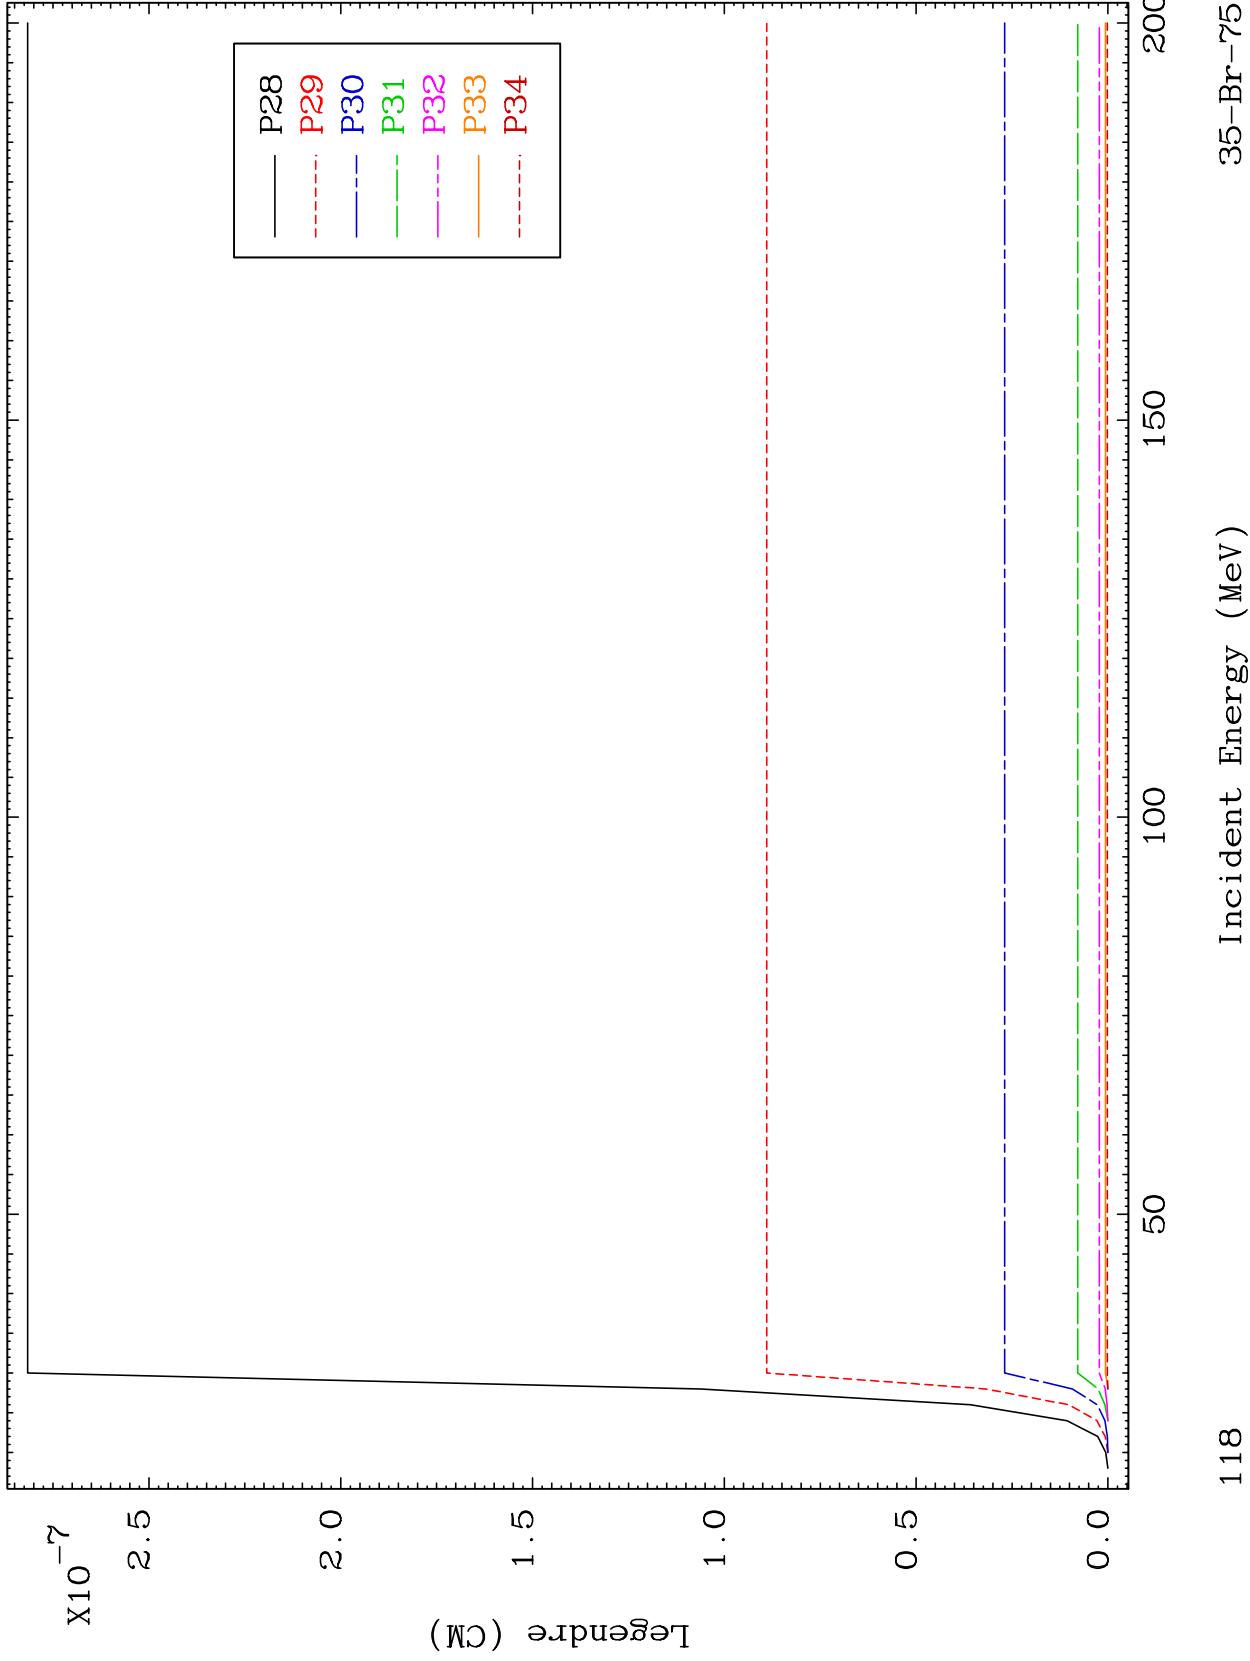 X10-7
2.5
2.0
1.5
1.0
0.5
0.0
Legendre (CM)
P28
P29
P30
P31
P32
P33
P34
50
100
150
200
118
Incident Energy (MeV)
35-Br-75